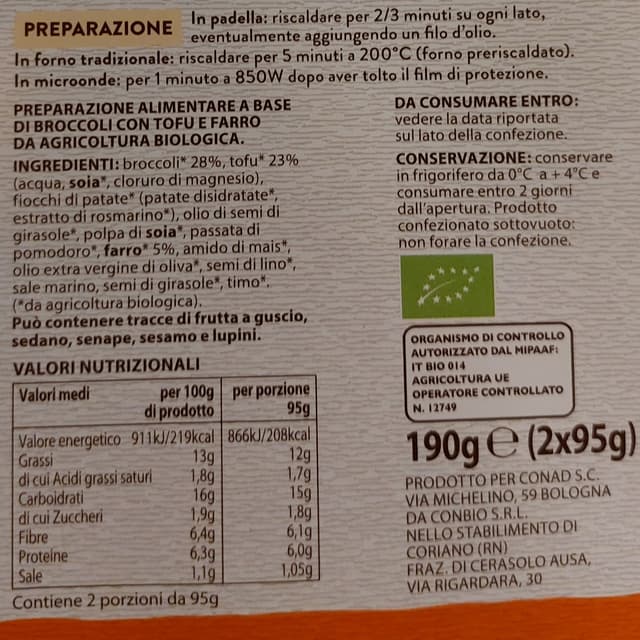 PREPARAZIONE
In padella: riscaldare per 2/3 minuti su ogni lato,
eventualmente aggiungendo un filo d'olio.
In forno tradizionale: riscaldare per 5 minuti a 200°C (forno preriscaldato).
In microonde: per 1 minuto a 850W dopo aver tolto il film di protezione.
PREPARAZIONE ALIMENTARE A BASE
DI BROCCOLI CON TOFU E FARRO
DA AGRICOLTURA BIOLOGICA.
INGREDIENTI: broccoli* 28%, tofu* 23%
(acqua, soia*, cloruro di magnesio),
fiocchi di patate* (patate disidratate*,
estratto di rosmarino*), olio di semi di
girasole*, polpa di soia*, passata di
pomodoro*, farro* 5%, amido di mais*,
olio extra vergine di oliva*, semi di lino*,
sale marino, semi di girasole*, timo*.
(*da agricoltura biologica).
Può contenere tracce di frutta a guscio,
sedano, senape, sesamo e lupini.
VALORI NUTRIZIONALI
Valori medi per 100g di prodotto per porzione 95g
Valore energetico 911kJ/219kcal 866kJ/208kcal
Grassi 13g 12g
di cui Acidi grassi saturi 1,8g 1,7g
Carboidrati 16g 15g
di cui Zuccheri 1,9g 1,8g
Fibre 6,4g 6,1g
Proteine 6,3g 6,0g
Sale 1,1g 1,05g
Contiene 2 porzioni da 95g
DA CONSUMARE ENTRO:
vedere la data riportata
sul lato della confezione.
CONSERVAZIONE: conservare
in frigorifero da 0°C a + 4°C e
consumare entro 2 giorni
dall'apertura. Prodotto
confezionato sottovuoto:
non forare la confezione.
ORGANISMO DI CONTROLLO
AUTORIZZATO DAL MIPAAF:
IT BIO 014
AGRICOLTURA UE
OPERATORE CONTROLLATO
N. 12749
190g ℮ (2x95g)
PRODOTTO PER CONAD S.C.
VIA MICHELINO, 59 BOLOGNA
DA CONBIO S.R.L.
NELLO STABILIMENTO DI
CORIANO (RN)
FRAZ. DI CERASOLO AUSA,
VIA RIGARDARA, 30